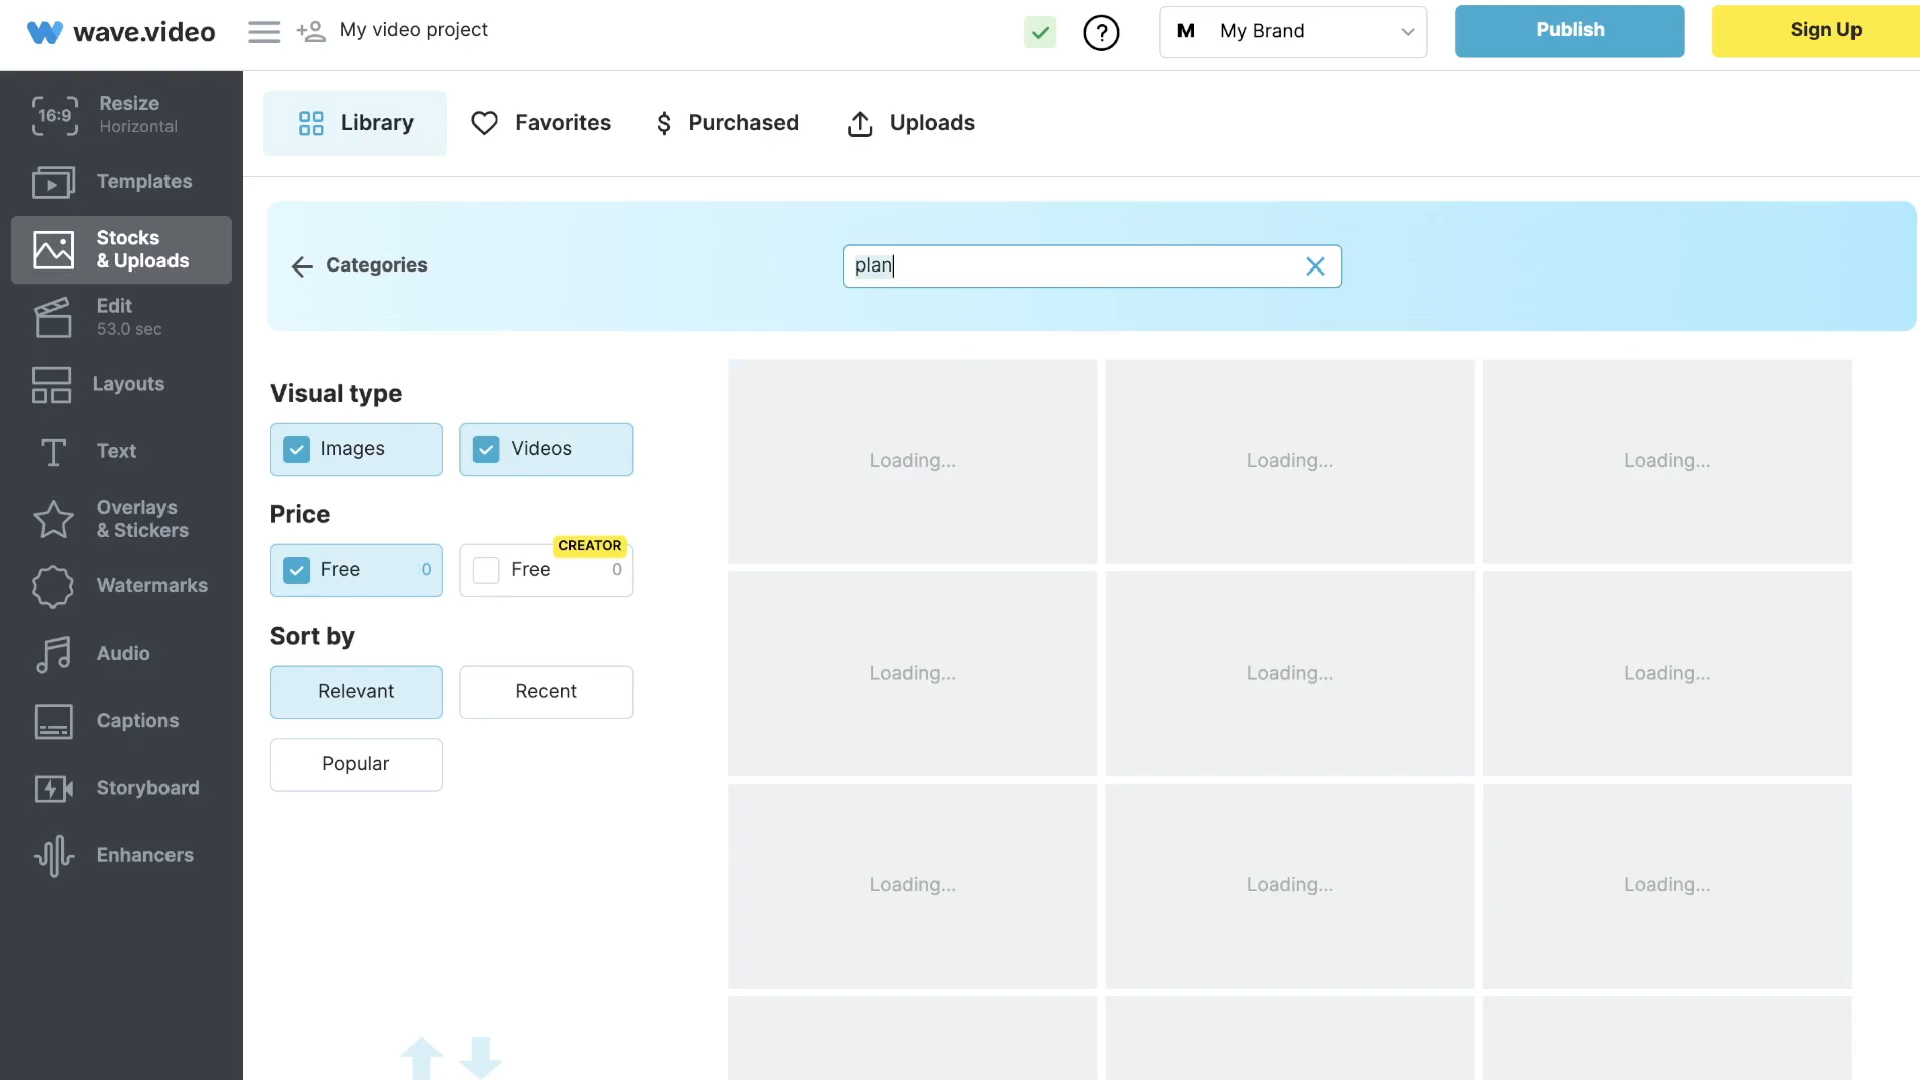 wave.video
My video project
?
M My Brand
Publish
Sign Up
16:9
Resize
Horizontal
Templates
Stocks
& Uploads
Edit
53.0 sec
Layouts
Text
Overlays
& Stickers
Watermarks
Audio
Captions
Storyboard
Enhancers
Library
Favorites
$ Purchased
Uploads
Categories
plan
Visual type
Images
Videos
Price
Free 0
CREATOR
Free 0
Sort by
Relevant
Recent
Popular
Loading...
Loading...
Loading...
Loading...
Loading...
Loading...
Loading...
Loading...
Loading...